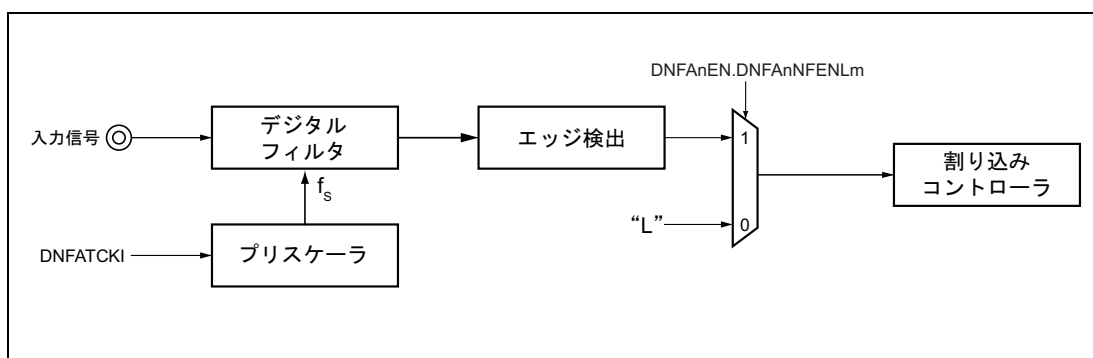 DNFAnEN.DNFAnNFENLm
入力信号
デジタル
フィルタ
エッジ検出
1
割り込み
コントローラ
fs
“L”
0
DNFATCKI
プリスケーラ